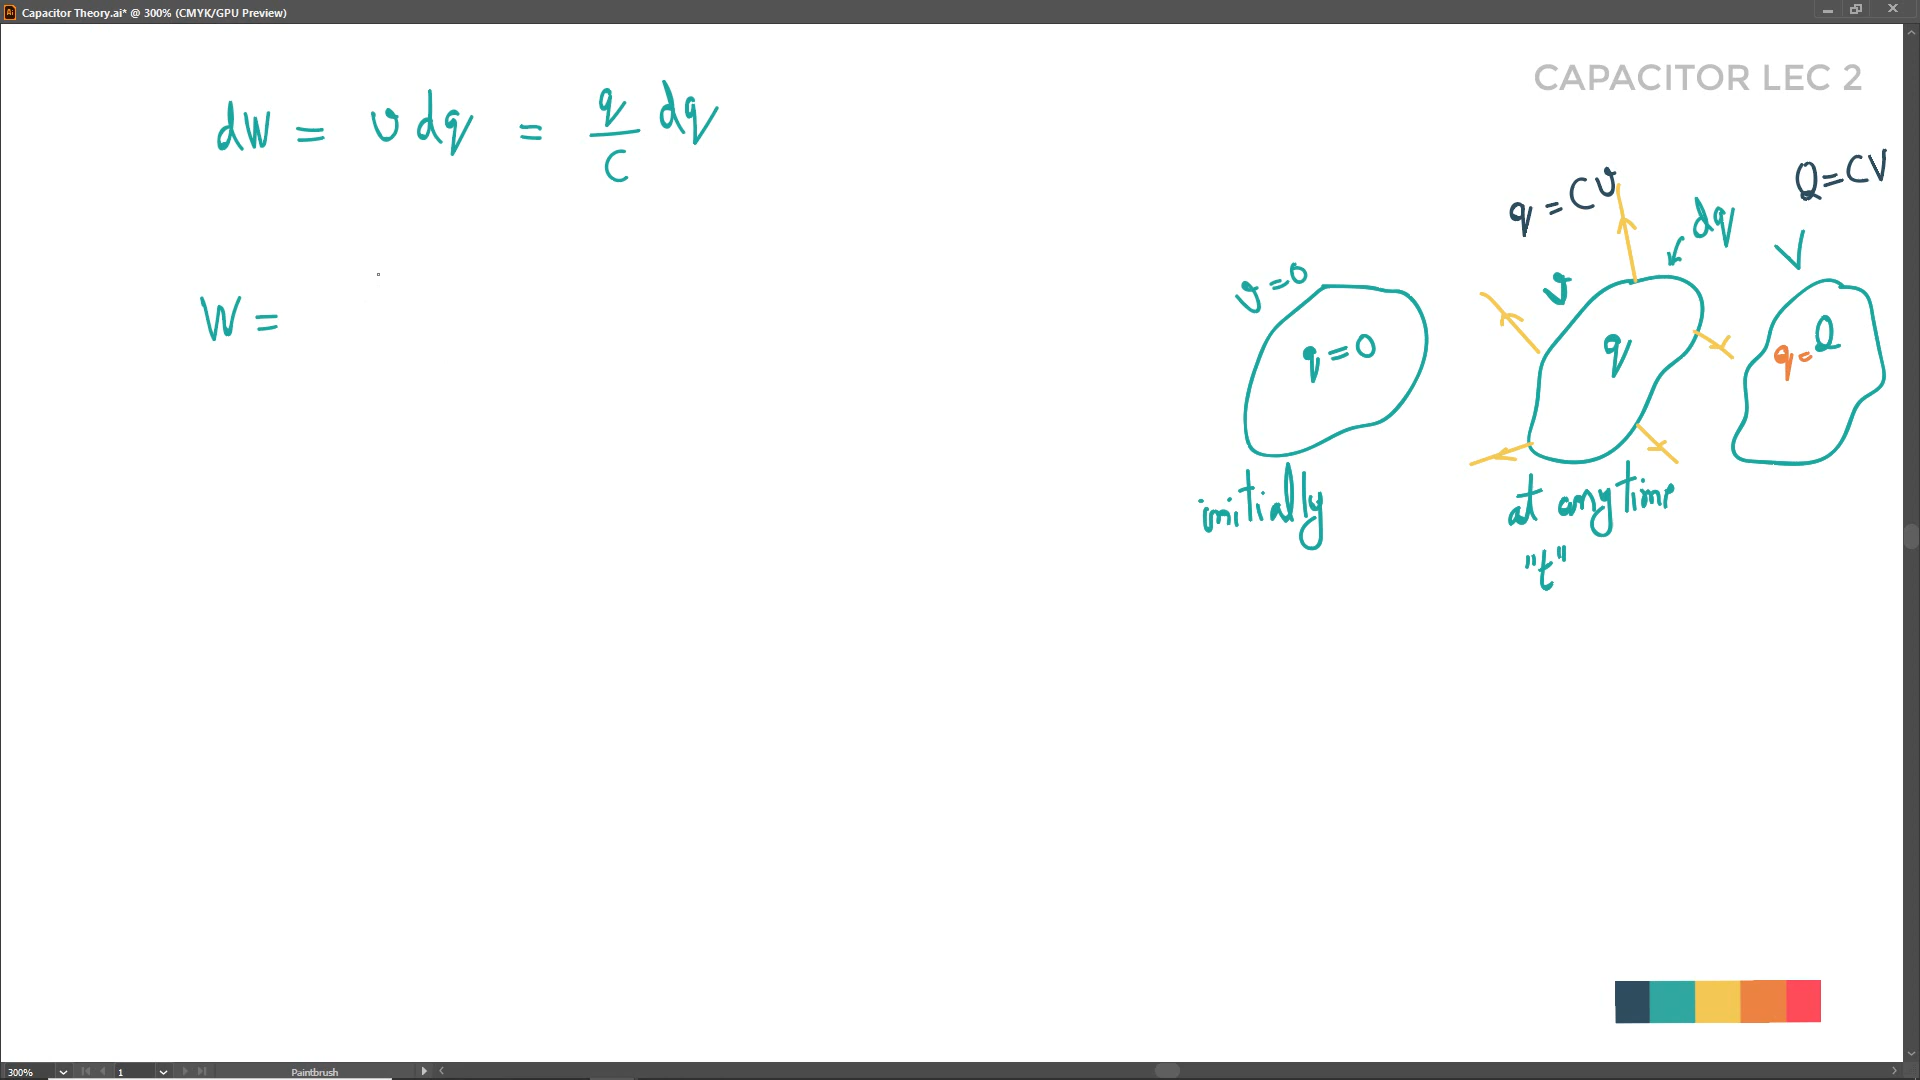 Capacitor Theory.ai* @ 300% (CMYK/GPU Preview)
CAPACITOR LEC 2
dW = v dq = q/C dq
W =
q = Cv
Q = CV
dq
v = 0
v
V
q = 0
q
q = Q
initially
at any time
"t"
300%
1
Paintbrush